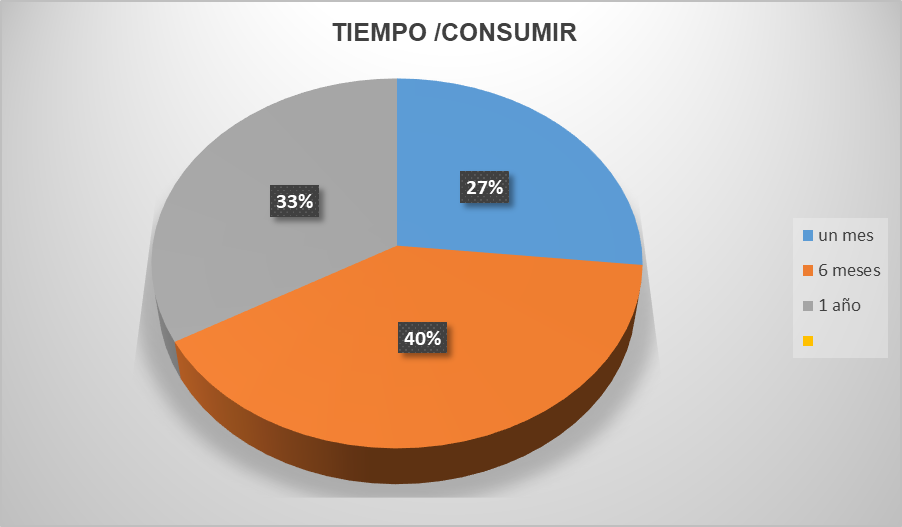 TIEMPO /CONSUMIR
33%
27%
40%
un mes
6 meses
1 año